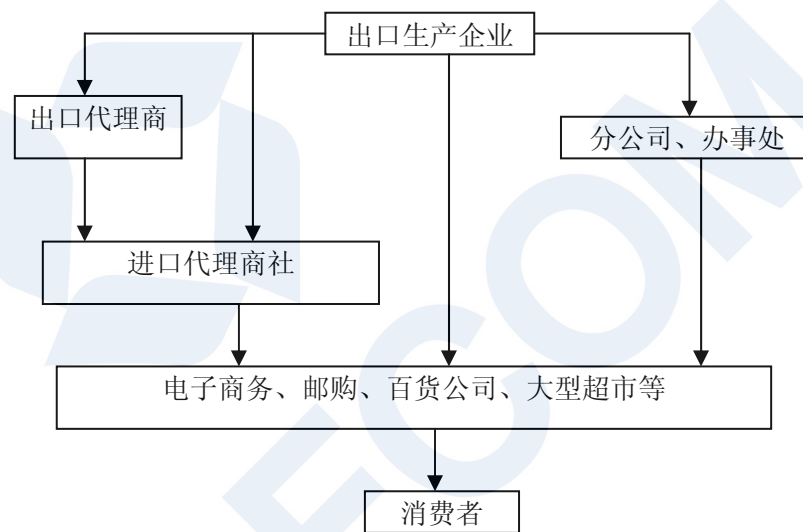 出口生产企业
出口代理商
分公司、办事处
进口代理商社
电子商务、邮购、百货公司、大型超市等
消费者
ECOM